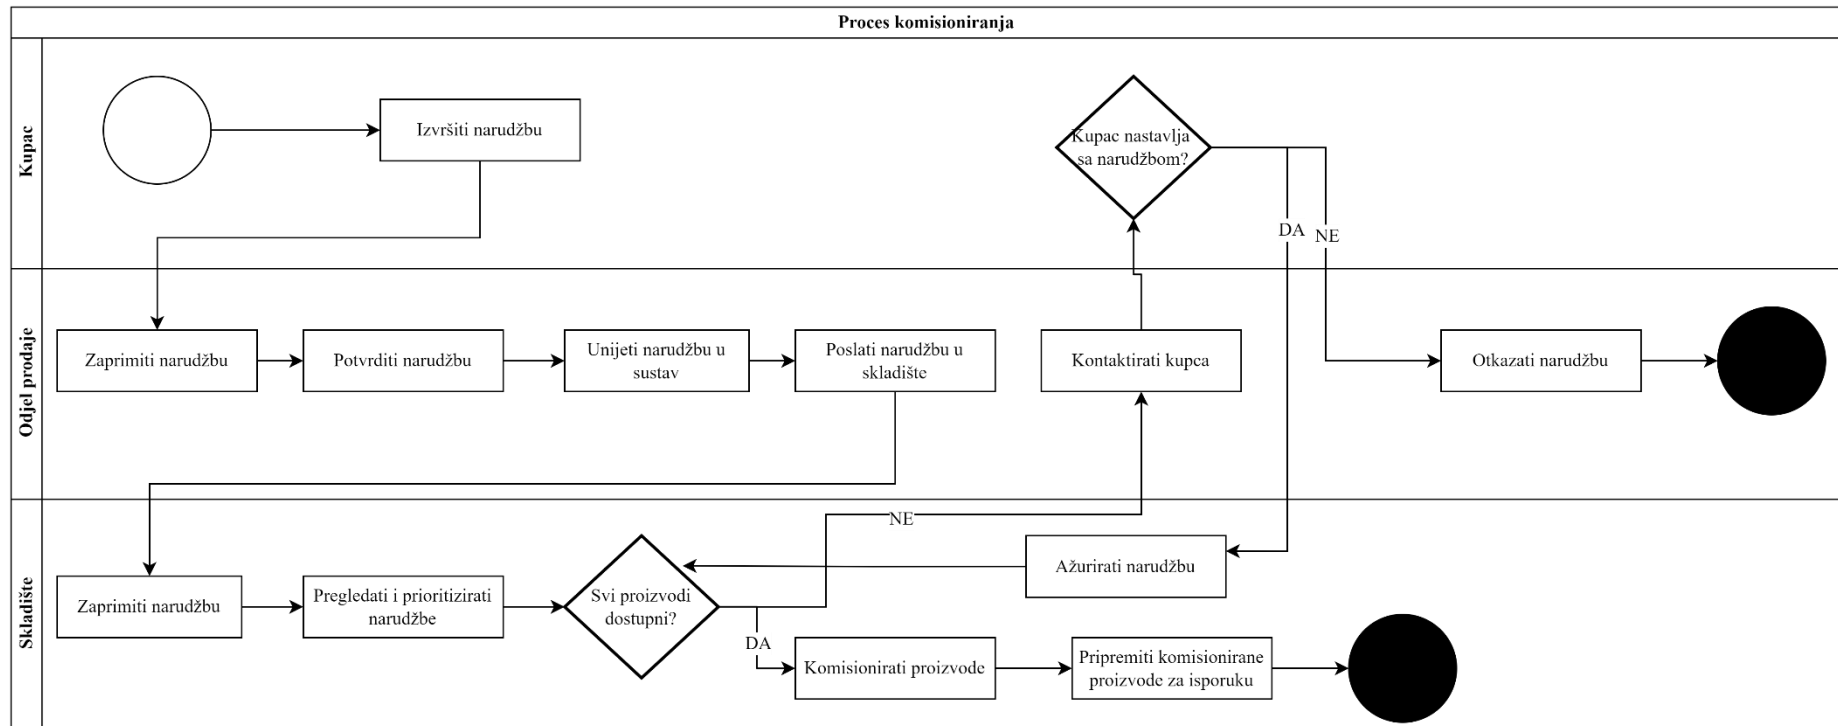 Proces komisioniranja
Kupac
Izvršiti narudžbu
Kupac nastavlja
sa narudžbom?
DA
NE
Odjel prodaje
Zaprimiti narudžbu
Potvrditi narudžbu
Unijeti narudžbu u
sustav
Poslati narudžbu u
skladište
Kontaktirati kupca
Otkazati narudžbu
Skladište
Zaprimiti narudžbu
Pregledati i prioritizirati
narudžbe
Svi proizvodi
dostupni?
NE
DA
Ažurirati narudžbu
Komisionirati proizvode
Pripremiti komisionirane
proizvode za isporuku